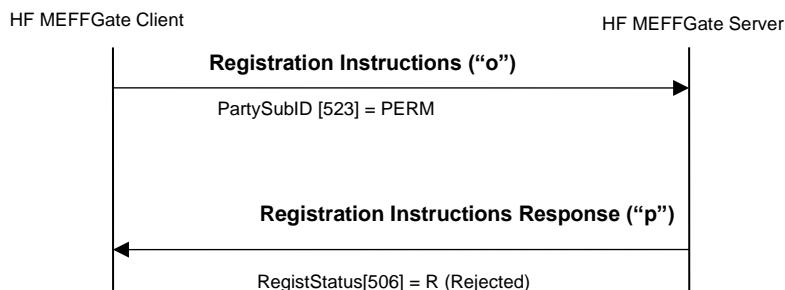 HF MEFFGate Client
HF MEFFGate Server
Registration Instructions (“o”)
PartySubID [523] = PERM
Registration Instructions Response (“p”)
RegistStatus[506] = R (Rejected)